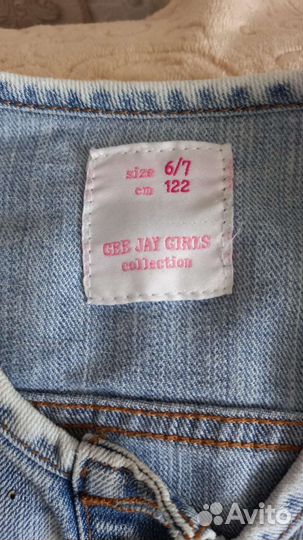 size 6/7
cm 122
GEE JAY GIRLS
collection
Avito